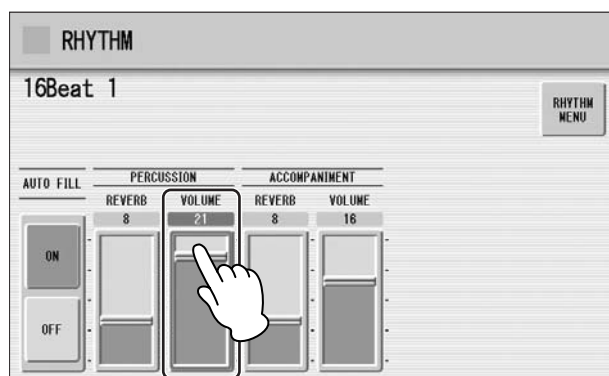 RHYTHM
16Beat 1
RHYTHM
MENU
AUTO FILL
PERCUSSION
ACCOMPANIMENT
REVERB VOLUME REVERB VOLUME
8 21 8 16
ON
OFF